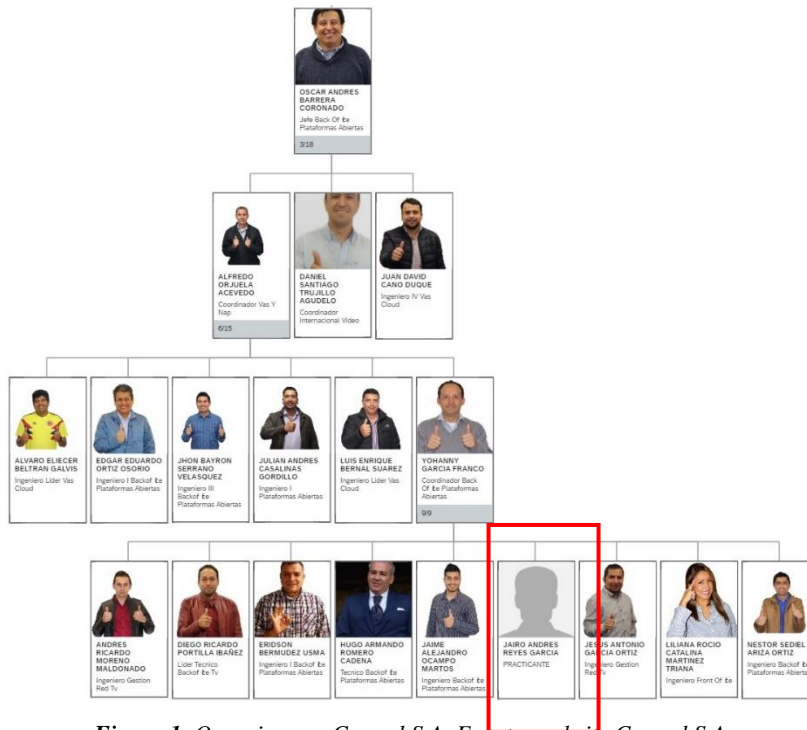 OSCAR ANDRES
BARRERA
CORONADO
Jefe Back Of
Plataformas Abiertas
3/18
ALFREDO
ORJUELA
ACEVEDO
Coordinador Vas Y
Nap
6/15
DANIEL
SANTIAGO
TRUJILLO
AGUDELO
Coordinador
Internacional Video
JUAN DAVID
CANO DUQUE
Ingeniero IV Vas
Cloud
ALVARO ELIECER
BELTRAN GALVIS
Ingeniero Lider Vas
Cloud
EDGAR EDUARDO
ORTIZ OSORIO
Ingeniero I Backof
Plataformas Abiertas
JHON BAYRON
SERRANO
VELASQUEZ
Ingeniero III
Backof
Plataformas Abiertas
JULIAN ANDRES
CASALINAS
GORDILLO
Ingeniero I
Plataformas Abiertas
LUIS ENRIQUE
BERNAL SUAREZ
Ingeniero Lider Vas
Cloud
YOHANNY
GARCIA FRANCO
Coordinador Back
Of
Plataformas
Abiertas
9/9
ANDRES
RICARDO
MORENO
MALDONADO
Ingeniero Gestion
Red Tv
DIEGO RICARDO
PORTILLA IBAÑEZ
Lider Tecnico
Backof Tv
ERIDSON
BERMUDEZ USMA
Ingeniero I Backof
Plataformas Abiertas
HUGO ARMANDO
ROMERO
CADENA
Tecnico Backof
Plataformas Abiertas
JAIME
ALEJANDRO
OCAMPO
MARTOS
Ingeniero Backof
Plataformas Abiertas
JAIRO ANDRES
REYES GARCIA
PRACTICANTE
JESUS ANTONIO
GARCIA ORTIZ
Ingeniero Gestion
Red Tv
LILIANA ROCIO
CATALINA
MARTINEZ
TRIANA
Ingeniero Front Of
NESTOR SEDIEL
ARIZA ORTIZ
Ingeniero Backof
Plataformas Abiertas